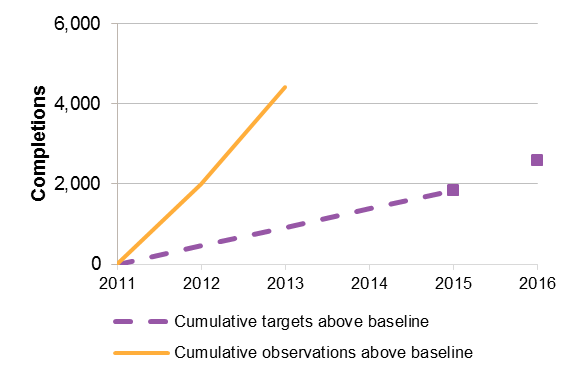 6,000
4,000
2,000
0
Completions
2011 2012 2013 2014 2015 2016
Cumulative targets above baseline
Cumulative observations above baseline